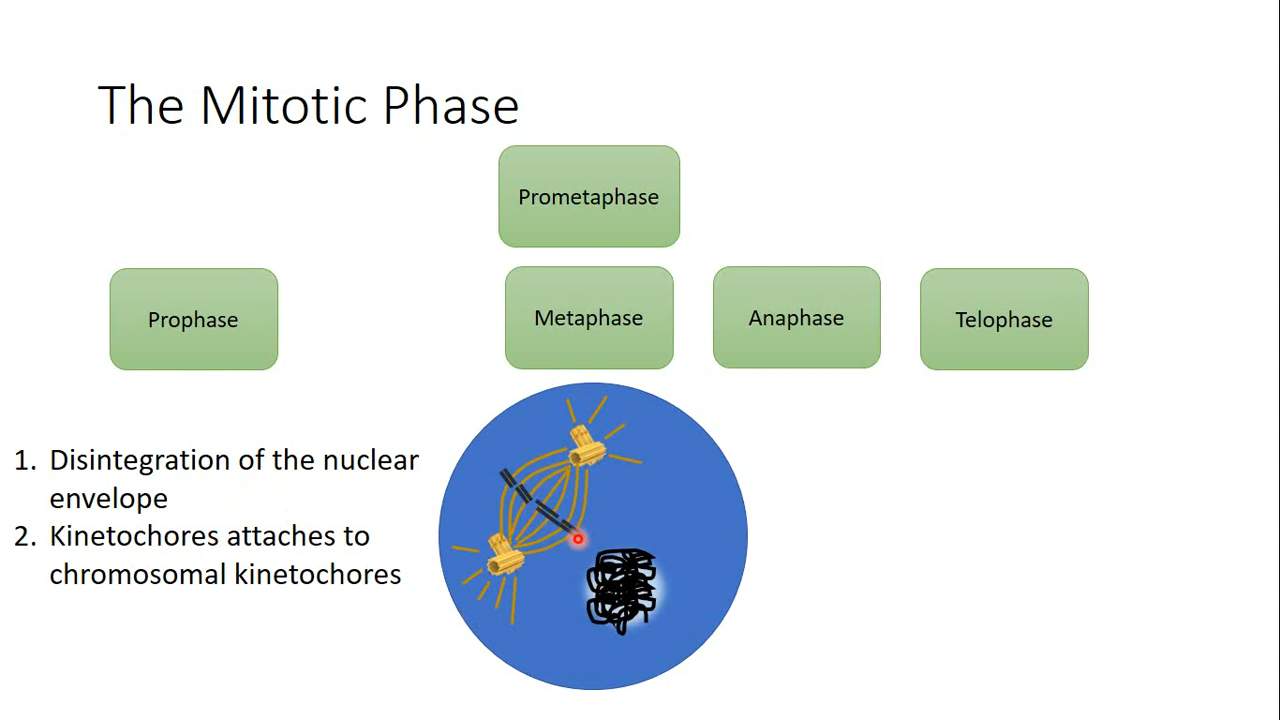 The Mitotic Phase
Prometaphase
Prophase
Metaphase
Anaphase
Telophase
1. Disintegration of the nuclear
envelope
2. Kinetochores attaches to
chromosomal kinetochores